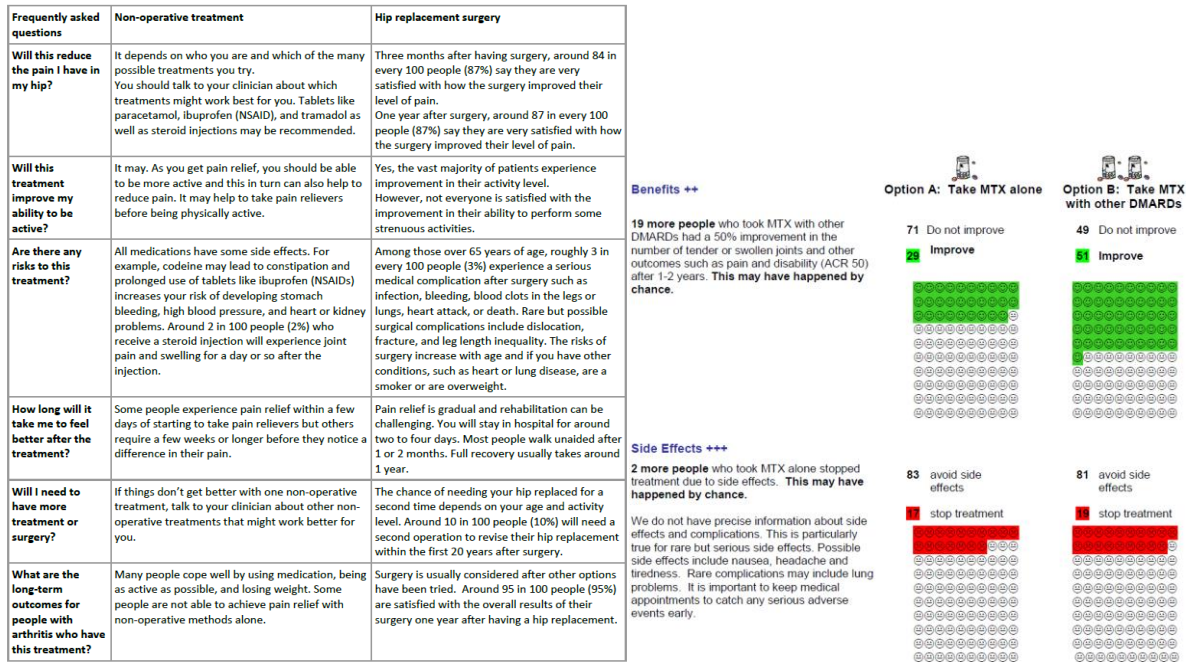 Frequently asked
questions
Non-operative treatment
Hip replacement surgery
Will this reduce
the pain I have in
my hip?
It depends on who you are and which of the many
possible treatments you try.
You should talk to your clinician about which
treatments might work best for you. Tablets like
paracetamol, ibuprofen (NSAID), and tramadol as
well as steroid injections may be recommended.
Three months after having surgery, around 84 in
every 100 people (87%) say they are very
satisfied with how the surgery improved their
level of pain.
One year after surgery, around 87 in every 100
people (87%) say they are very satisfied with how
the surgery improved their level of pain.
Will this
treatment
improve my
ability to be
active?
It may. As you get pain relief, you should be able
to be more active and this in turn can also help to
reduce pain. It may help to take pain relievers
before being physically active.
Yes, the vast majority of patients experience
improvement in their activity level.
However, not everyone is satisfied with the
improvement in their ability to perform some
strenuous activities.
Are there any
risks to this
treatment?
All medications have some side effects. For
example, codeine may lead to constipation and
prolonged use of tablets like ibuprofen (NSAIDs)
increases your risk of developing stomach
bleeding, high blood pressure, and heart or kidney
problems. Around 2 in 100 people (2%) who
receive a steroid injection will experience joint
pain and swelling for a day or so after the
injection.
Among those over 65 years of age, roughly 3 in
every 100 people (3%) experience a serious
medical complication after surgery such as
infection, bleeding, blood clots in the legs or
lungs, heart attack, or death. Rare but possible
surgical complications include dislocation,
fracture, and leg length inequality. The risks of
surgery increase with age and if you have other
conditions, such as heart or lung disease, are a
smoker or are overweight.
How long will it
take me to feel
better after the
treatment?
Some people experience pain relief within a few
days of starting to take pain relievers but others
require a few weeks or longer before they notice a
difference in their pain.
Pain relief is gradual and rehabilitation can be
challenging. You will stay in hospital for around
two to four days. Most people walk unaided after
1 or 2 months. Full recovery usually takes around
1 year.
Will I need to
have more
treatment or
surgery?
If things don't get better with one non-operative
treatment, talk to your clinician about other non-
operative treatments that might work better for
you.
The chance of needing your hip replaced for a
second time depends on your age and activity
level. Around 10 in 100 people (10%) will need a
second operation to revise their hip replacement
within the first 20 years after surgery.
What are the
long-term
outcomes for
people with
arthritis who have
this treatment?
Many people cope well by using medication, being
as active as possible, and losing weight. Some
people are not able to achieve pain relief with
non-operative methods alone.
Surgery is usually considered after other options
have been tried. Around 95 in 100 people (95%)
are satisfied with the overall results of their
surgery one year after having a hip replacement.
Benefits ++
Option A: Take MTX alone
Option B: Take MTX
with other DMARDs
19 more people who took MTX with other
DMARDs had a 50% improvement in the
number of tender or swollen joints and other
outcomes such as pain and disability (ACR 50)
after 1-2 years. This may have happened by
chance.
71 Do not improve
29 Improve
49 Do not improve
51 Improve
Side Effects +++
2 more people who took MTX alone stopped
treatment due to side effects. This may have
happened by chance.
We do not have precise information about side
effects and complications. This is particularly
true for rare but serious side effects. Possible
side effects include nausea, headache and
tiredness. Rare complications may include lung
problems. It is important to keep medical
appointments to catch any serious adverse
events early.
83 avoid side
effects
17 stop treatment
81 avoid side
effects
19 stop treatment